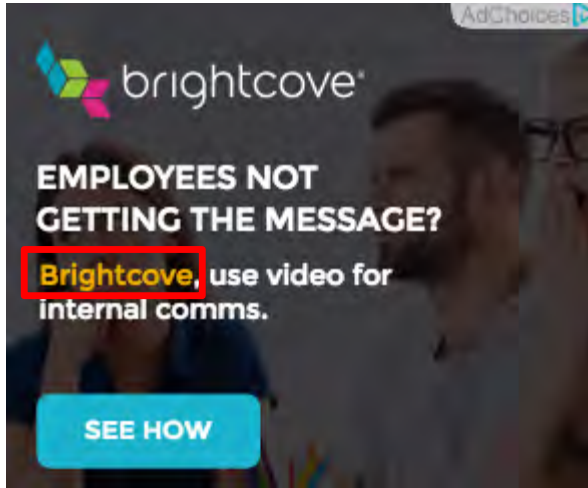 AdChoices
brightcove
EMPLOYEES NOT
GETTING THE MESSAGE?
Brightcove, use video for
internal comms.
SEE HOW